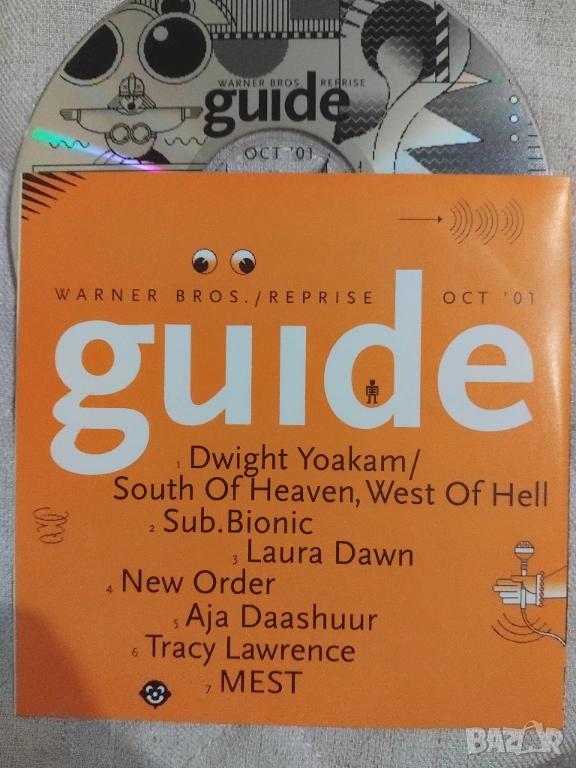 WARNER BROS. REPRISE
guide
OCT '01
WARNER BROS./REPRISE OCT '01
guide
1 Dwight Yoakam/
South Of Heaven, West Of Hell
2 Sub.Bionic
3 Laura Dawn
4 New Order
5 Aja Daashuur
6 Tracy Lawrence
7 MEST
BAZAR